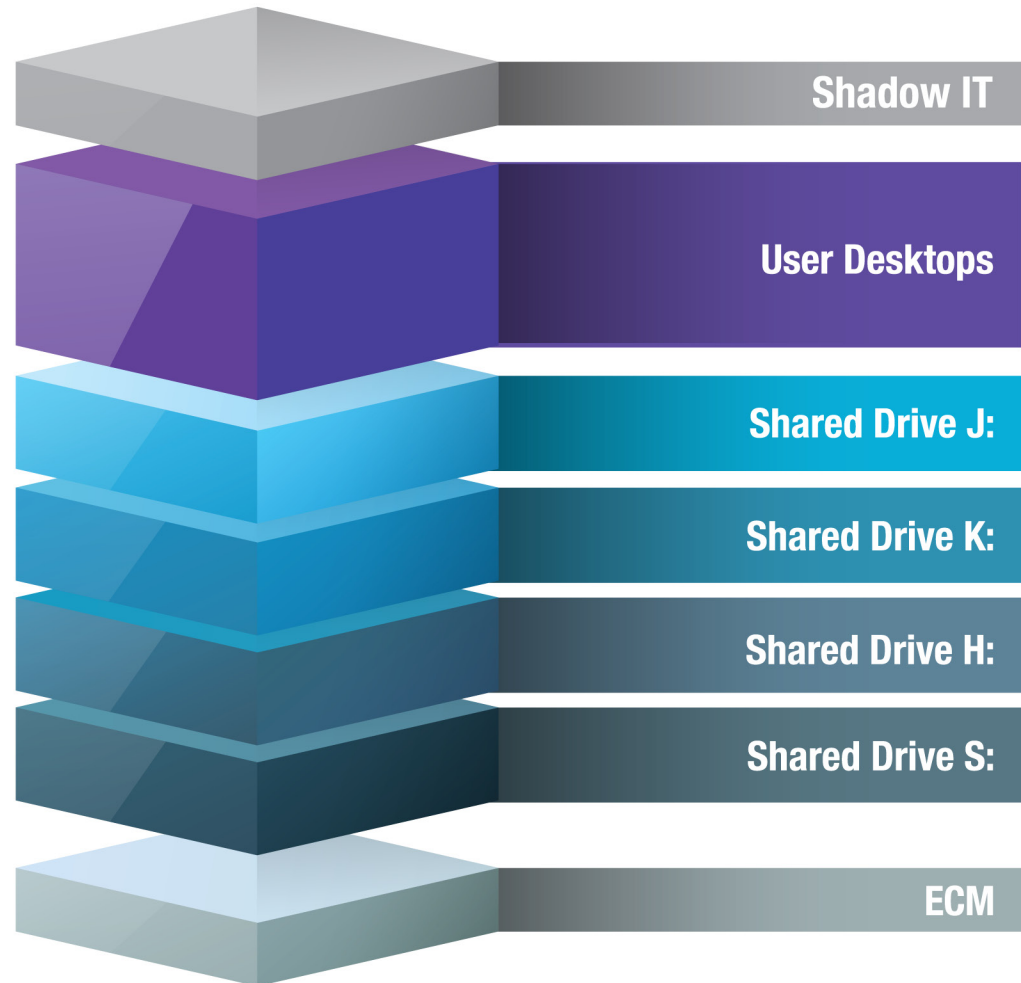 Shadow IT
User Desktops
Shared Drive J:
Shared Drive K:
Shared Drive H:
Shared Drive S:
ECM